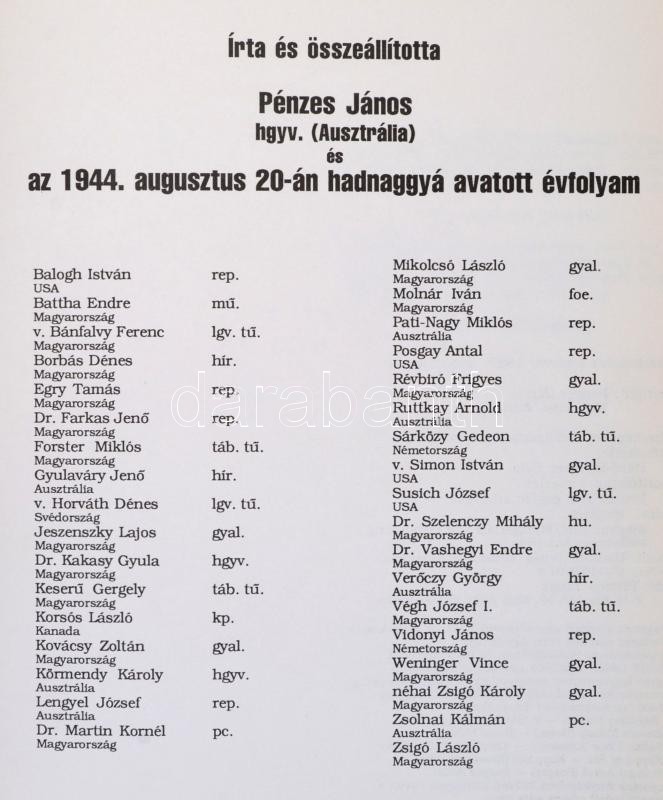 Írta és összeállította
Pénzes János
hgyv. (Ausztrália)
és
az 1944. augusztus 20-án hadnaggyá avatott évfolyam
Balogh István rep.
USA
Battha Endre mű.
Magyarország
v. Bánfalvy Ferenc lgv. tű.
Magyarország
Borbás Dénes hír.
Magyarország
Egry Tamás rep.
Magyarország
Dr. Farkas Jenő rep.
Magyarország
Forster Miklós táb. tű.
Magyarország
Gyulaváry Jenő hír.
Ausztrália
v. Horváth Dénes lgv. tű.
Svédország
Jeszenszky Lajos gyal.
Magyarország
Dr. Kakasy Gyula hgyv.
Magyarország
Keserű Gergely táb. tű.
Magyarország
Korsós László kp.
Kanada
Kovácsy Zoltán gyal.
Magyarország
Körmendy Károly hgyv.
Ausztrália
Lengyel József rep.
Ausztrália
Dr. Martin Kornél pc.
Magyarország
Mikolcsó László gyal.
Magyarország
Molnár Iván foe.
Magyarország
Pati-Nagy Miklós rep.
Ausztrália
Posgay Antal rep.
USA
Révbiró Frigyes gyal.
Magyarország
Ruttkay Arnold hgyv.
Ausztrália
Sárközy Gedeon táb. tű.
Németország
v. Simon István gyal.
USA
Susich József lgv. tű.
USA
Dr. Szelenczy Mihály hu.
Magyarország
Dr. Vashegyi Endre gyal.
Magyarország
Verőczy György hír.
Ausztrália
Végh József I. táb. tű.
Magyarország
Vidonyi János rep.
Németország
Weninger Vince gyal.
Magyarország
néhai Zsigó Károly gyal.
Magyarország
Zsolnai Kálmán pc.
Ausztrália
Zsigó László
Magyarország
darabanth